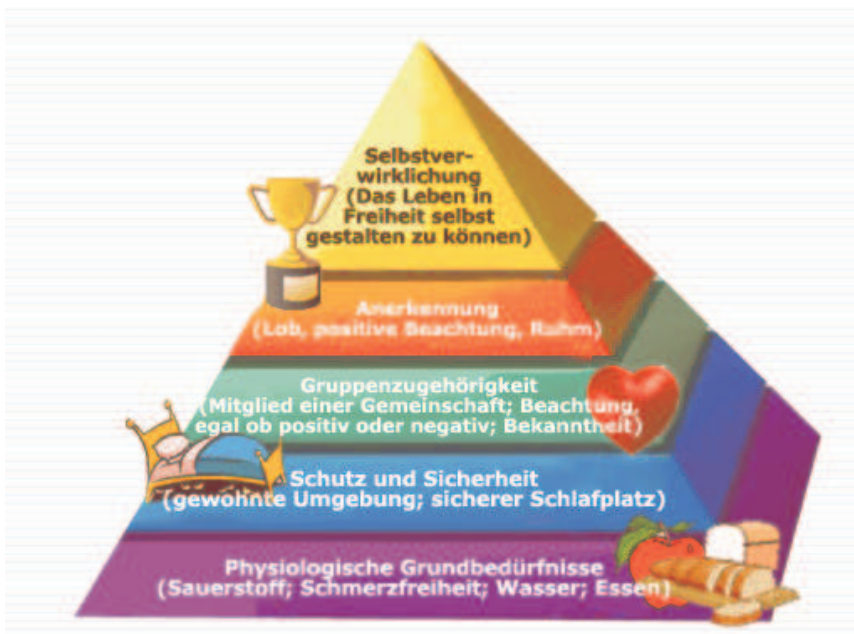 Selbstver-
wirklichung
(Das Leben in
Freiheit selbst
gestalten zu können)
Anerkennung
(Lob, positive Beachtung, Ruhm)
Gruppenzugehörigkeit
(Mitglied einer Gemeinschaft; Beachtung,
egal ob positiv oder negativ; Bekanntheit)
Schutz und Sicherheit
(gewohnte Umgebung; sicherer Schlafplatz)
Physiologische Grundbedürfnisse
(Sauerstoff; Schmerzfreiheit; Wasser; Essen)